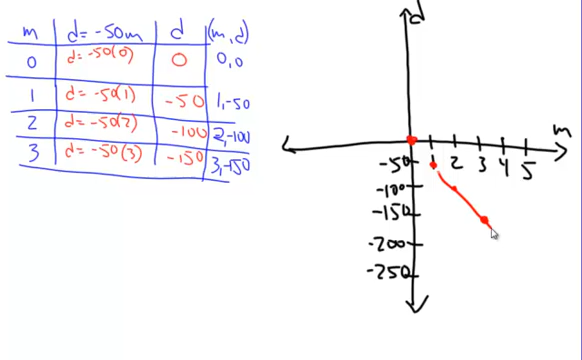 m d = -50m d (m, d)
0 d = -50(0) 0 0,0
1 d = -50(1) -50 1,-50
2 d = -50(2) -100 2,-100
3 d = -50(3) -150 3,-150
d
m
1 2 3 4 5
-50
-100
-150
-200
-250